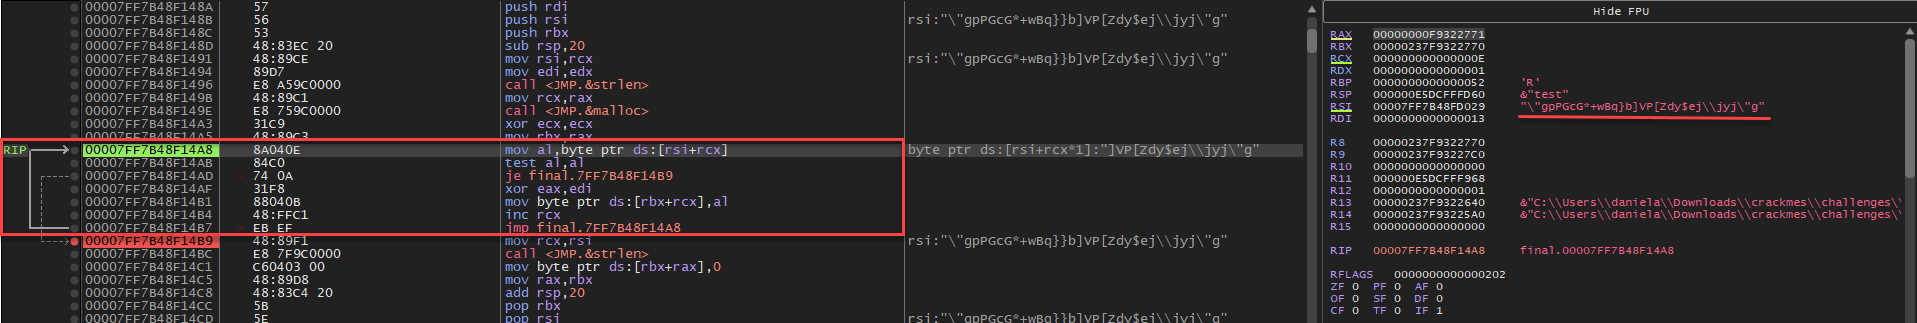 00007FF7B48F148A 57 push rdi
00007FF7B48F148B 56 push rsi rsi:"\"gpPGcG*+wBq}}b]VP[Zdy$ej\\jyj\"g"
00007FF7B48F148C 53 push rbx
00007FF7B48F148D 48:83EC 20 sub rsp,20
00007FF7B48F1491 48:89CE mov rsi,rcx rsi:"\"gpPGcG*+wBq}}b]VP[Zdy$ej\\jyj\"g"
00007FF7B48F1494 89D7 mov edi,edx
00007FF7B48F1496 E8 A59C0000 call <JMP.&strlen>
00007FF7B48F149B 48:89C1 mov rcx,rax
00007FF7B48F149E E8 759C0000 call <JMP.&malloc>
00007FF7B48F14A3 31C9 xor ecx,ecx
00007FF7B48F14A5 48:89C3 mov rbx,rax
RIP 00007FF7B48F14A8 8A040E mov al,byte ptr ds:[rsi+rcx] byte ptr ds:[rsi+rcx*1]:"]VP[Zdy$ej\\jyj\"g"
00007FF7B48F14AB 84C0 test al,al
00007FF7B48F14AD 74 0A je final.7FF7B48F14B9
00007FF7B48F14AF 31F8 xor eax,edi
00007FF7B48F14B1 88040B mov byte ptr ds:[rbx+rcx],al
00007FF7B48F14B4 48:FFC1 inc rcx
00007FF7B48F14B7 EB EF jmp final.7FF7B48F14A8
00007FF7B48F14B9 48:89F1 mov rcx,rsi rsi:"\"gpPGcG*+wBq}}b]VP[Zdy$ej\\jyj\"g"
00007FF7B48F14BC E8 7F9C0000 call <JMP.&strlen>
00007FF7B48F14C1 C60403 00 mov byte ptr ds:[rbx+rax],0
00007FF7B48F14C5 48:89D8 mov rax,rbx
00007FF7B48F14C8 48:83C4 20 add rsp,20
00007FF7B48F14CC 5B pop rbx
00007FF7B48F14CD 5E pop rsi rsi:"\"gpPGcG*+wBq}}b]VP[Zdy$ej\\jyj\"g"
Hide FPU
RAX 00000000F9322771
RBX 00000237F9322770
RCX 000000000000000E
RDX 0000000000000001
RBP 0000000000000052 'R'
RSP 000000E5DCFFFD60 &"test"
RSI 00007FF7B48FD029 "\"gpPGcG*+wBq}b]VP[Zdy$ej\\jyj\"g"
RDI 0000000000000013
R8 00000237F9322770
R9 00000237F93227C0
R10 0000000000000000
R11 000000E5DCFFF968
R12 0000000000000001
R13 00000237F9322640 &"C:\\Users\\daniela\\Downloads\\crackmes\\challenges\\
R14 00000237F93225A0 &"C:\\Users\\daniela\\Downloads\\crackmes\\challenges\\
R15 0000000000000000
RIP 00007FF7B48F14A8 final.00007FF7B48F14A8
RFLAGS 0000000000000202
ZF 0 PF 0 AF 0
OF 0 SF 0 DF 0
CF 0 TF 0 IF 1